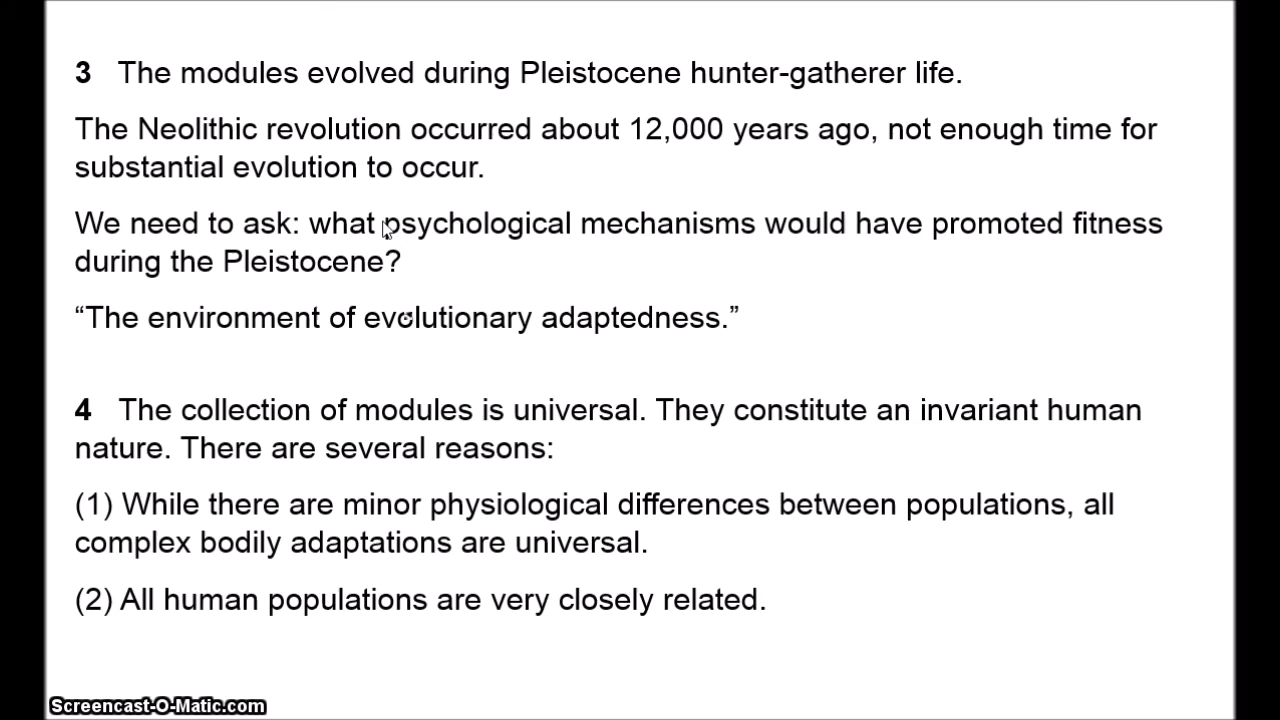 3 The modules evolved during Pleistocene hunter-gatherer life.
The Neolithic revolution occurred about 12,000 years ago, not enough time for
substantial evolution to occur.
We need to ask: what psychological mechanisms would have promoted fitness
during the Pleistocene?
“The environment of evolutionary adaptedness.”
4 The collection of modules is universal. They constitute an invariant human
nature. There are several reasons:
(1) While there are minor physiological differences between populations, all
complex bodily adaptations are universal.
(2) All human populations are very closely related.
Screencast-O-Matic.com